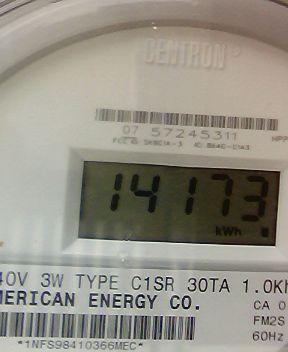 CENTRON®
07 57245311
14173
kWh
40V 3W TYPE C1SR 30TA 1.0Kh
MERICAN ENERGY CO.
CA 0
FM2S
60Hz
*1NFS98410366MEC*